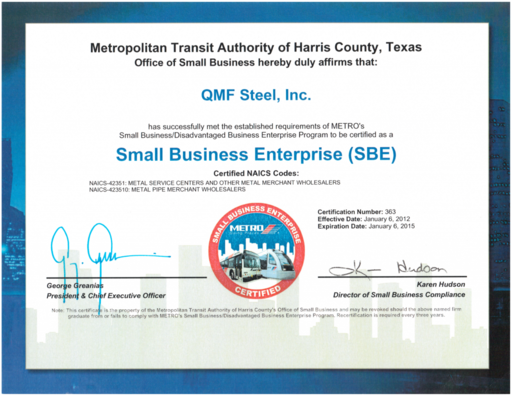 Metropolitan Transit Authority of Harris County, Texas
Office of Small Business hereby duly affirms that:
QMF Steel, Inc.
has successfully met the established requirements of METRO's
Small Business/Disadvantaged Business Enterprise Program to be certified as a
Small Business Enterprise (SBE)
Certified NAICS Codes:
NAICS-42351: METAL SERVICE CENTERS AND OTHER METAL MERCHANT WHOLESALERS
NAICS-423510: METAL PIPE MERCHANT WHOLESALERS
Certification Number: 363
Effective Date: January 6, 2012
Expiration Date: January 6, 2015
SMALL BUSINESS ENTERPRISE
METRO
CERTIFIED
George Greanias
President & Chief Executive Officer
Hudson
Karen Hudson
Director of Small Business Compliance
Note: This certificate is the property of the Metropolitan Transit Authority of Harris County's Office of Small Business and may be revoked should the above named firm
graduate from or fails to comply with METRO's Small Business/Disadvantaged Business Enterprise Program. Recertification is required every three years.